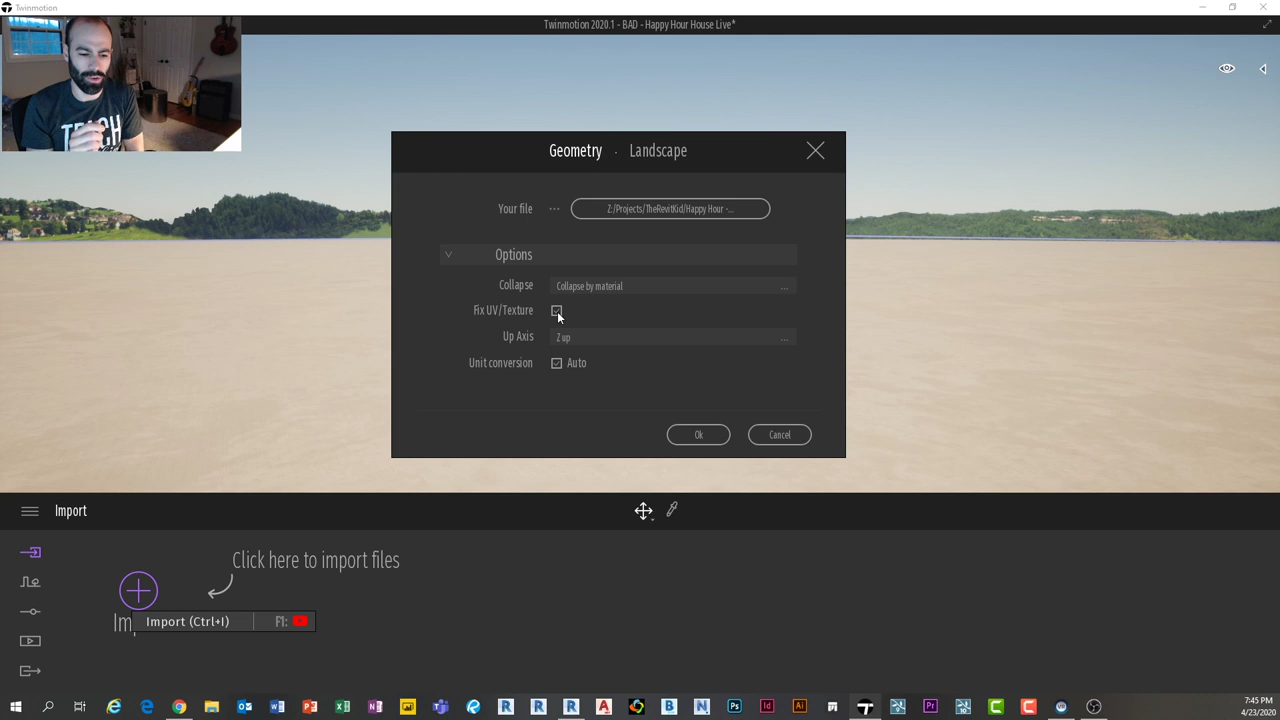 Twinmotion
Twinmotion 2020.1 - BAD - Happy Hour House Live*
TEACH
Geometry · Landscape
Your file ... Z:/Projects/TheRevitKid/Happy Hour -...
Options
Collapse Collapse by material ...
Fix UV/Texture
Up Axis Z up ...
Unit conversion Auto
Ok Cancel
Import
Click here to import files
Im
Import (Ctrl+I) F1:
7:45 PM
4/23/2020